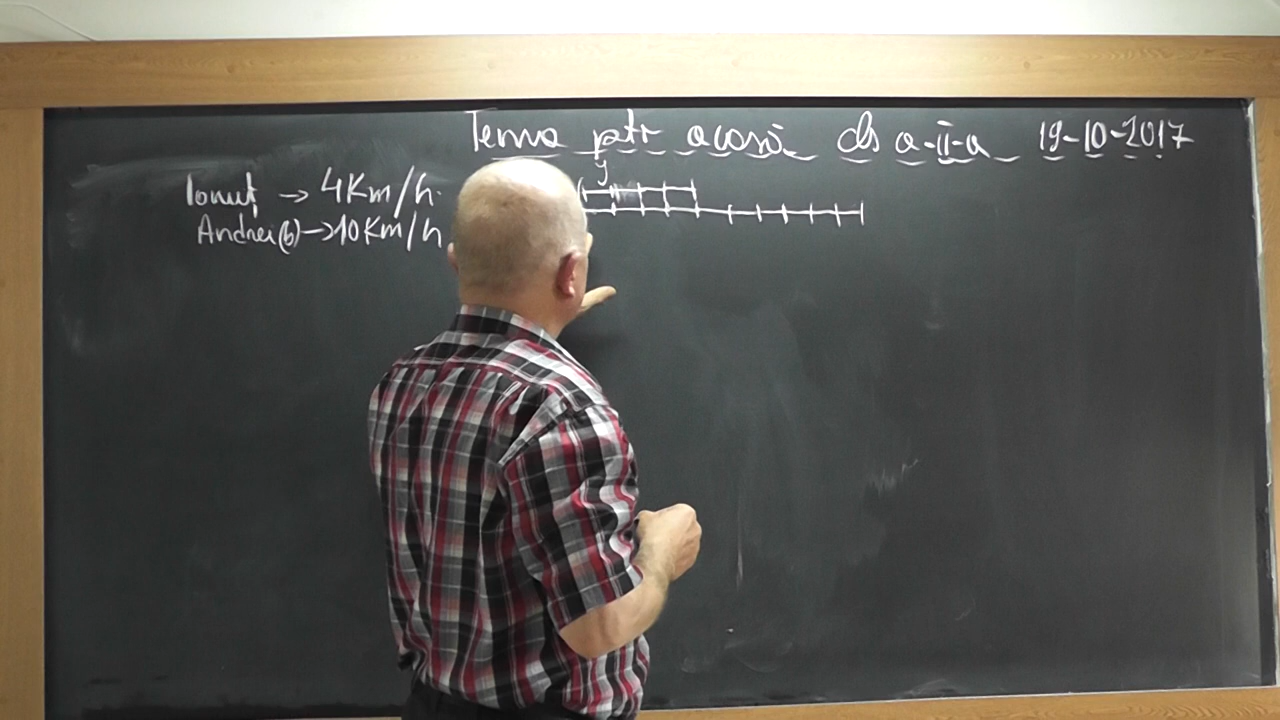 Tema ptr acasă cls a-II-a 19-10-2017
y
Ionuț → 4Km/h
Andrei(b)→10Km/h